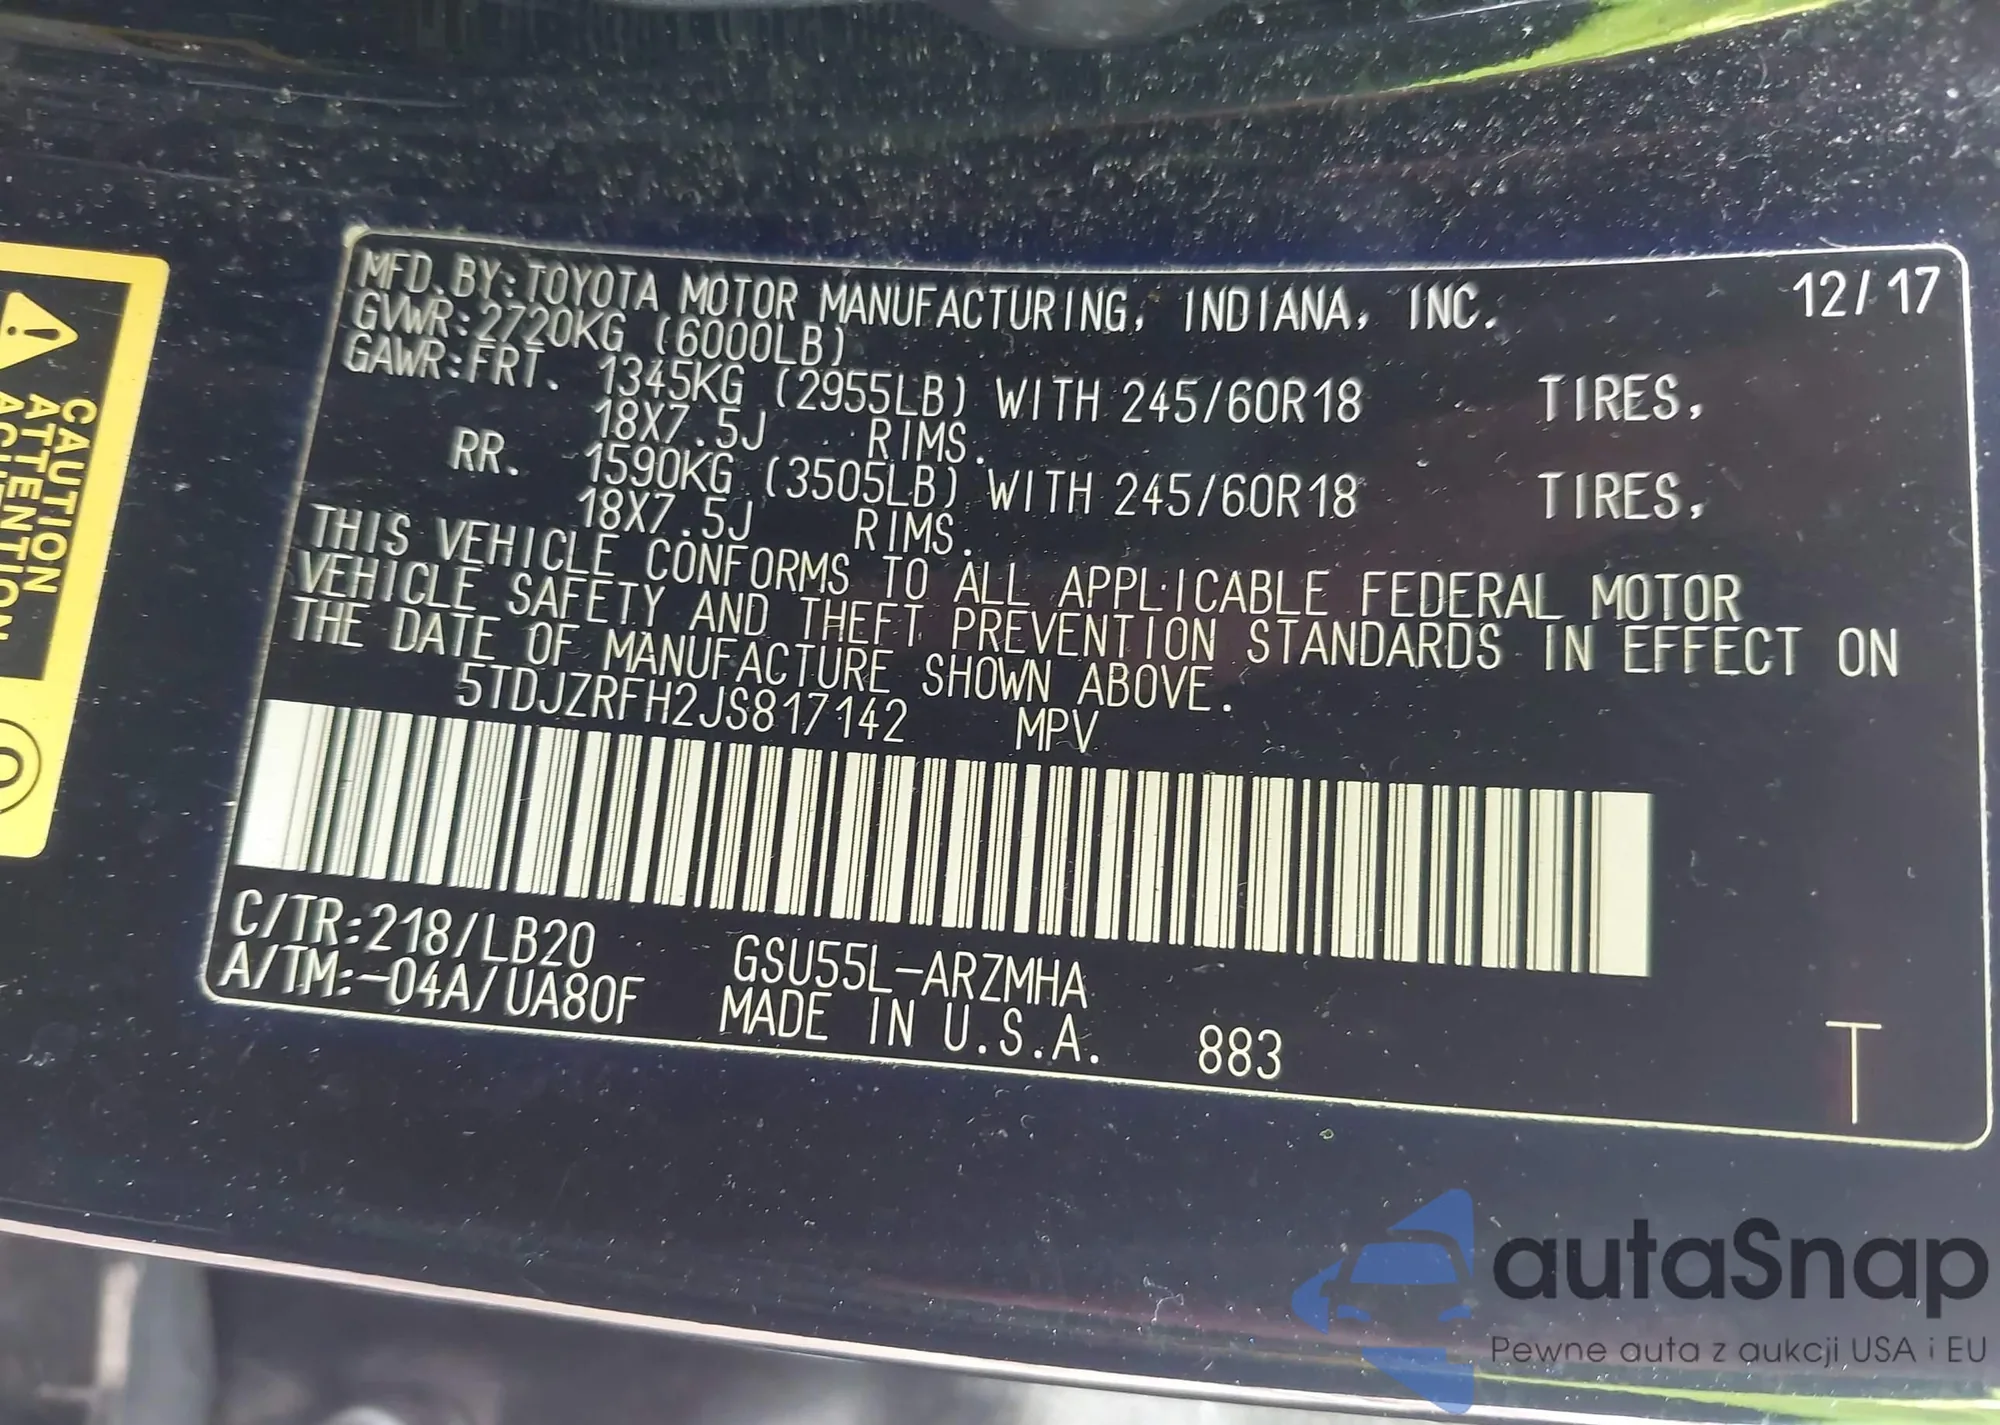 MFD.BY:TOYOTA MOTOR MANUFACTURING, INDIANA, INC. 12/17
GVWR:2720KG (6000LB)
GAWR:FRT. 1345KG (2955LB) WITH 245/60R18 TIRES,
18X7.5J RIMS.
RR. 1590KG (3505LB) WITH 245/60R18 TIRES,
18X7.5J RIMS.
THIS VEHICLE CONFORMS TO ALL APPLICABLE FEDERAL MOTOR
VEHICLE SAFETY AND THEFT PREVENTION STANDARDS IN EFFECT ON
THE DATE OF MANUFACTURE SHOWN ABOVE.
5TDJZRFH2JS817142 MPV
C/TR:218/LB20 GSU55L-ARZMHA
A/TM:-04A/UA80F MADE IN U.S.A. 883
T
CAUTION
ATTENTION
autaSnap
Pewne auta z aukcji USA i EU